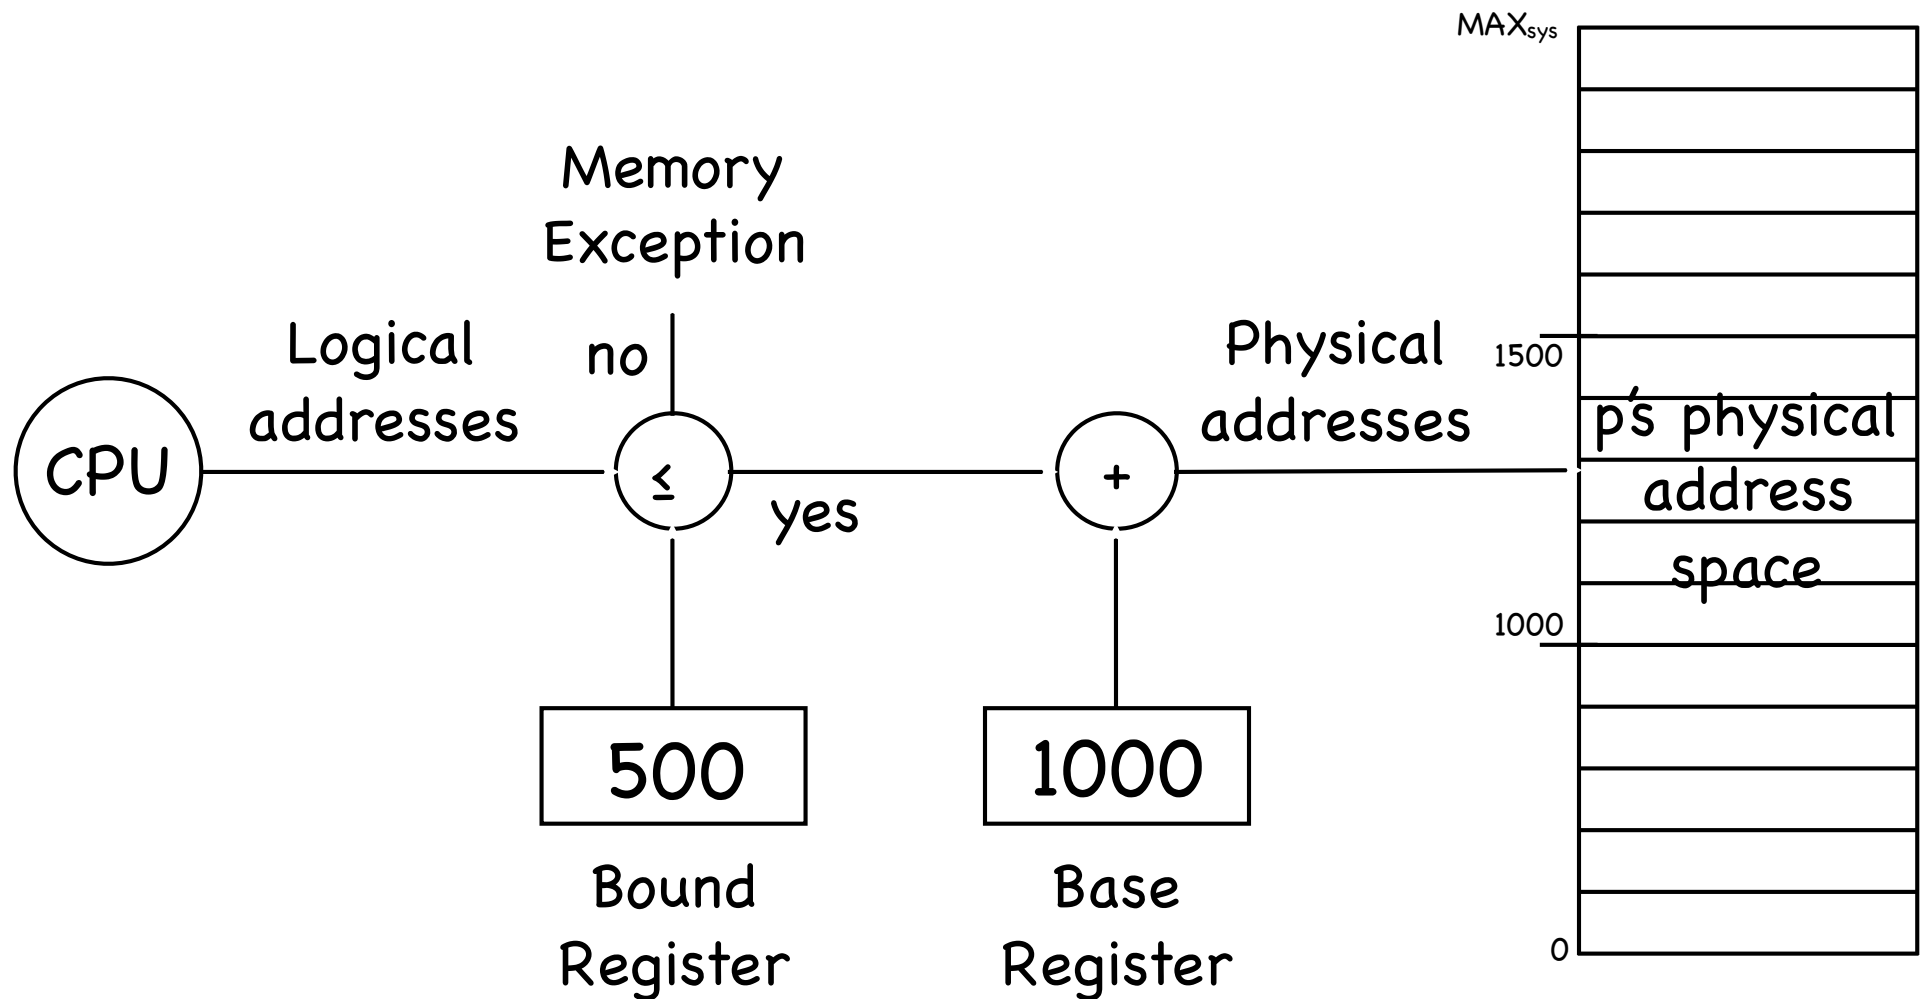 MAXsys
Memory
Exception
Logical
addresses
no
Physical
addresses
1500
CPU
≤
yes
+
p's physical
address
space
1000
500
1000
Bound
Register
Base
Register
0